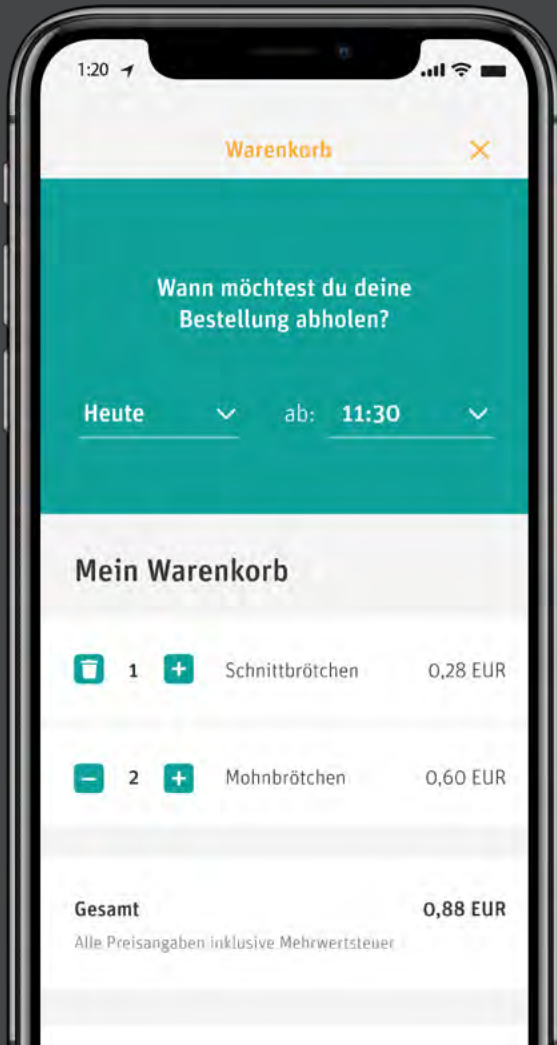 1:20
Warenkorb
Wann möchtest du deine
Bestellung abholen?
Heute ab: 11:30
Mein Warenkorb
1 Schnittbrötchen 0,28 EUR
2 Mohnbrötchen 0,60 EUR
Gesamt 0,88 EUR
Alle Preisangaben inklusive Mehrwertsteuer